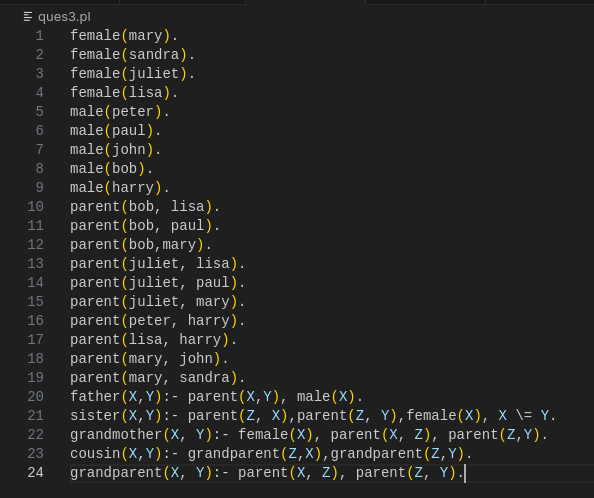 ques3.pl
1 female(mary).
2 female(sandra).
3 female(juliet).
4 female(lisa).
5 male(peter).
6 male(paul).
7 male(john).
8 male(bob).
9 male(harry).
10 parent(bob, lisa).
11 parent(bob, paul).
12 parent(bob,mary).
13 parent(juliet, lisa).
14 parent(juliet, paul).
15 parent(juliet, mary).
16 parent(peter, harry).
17 parent(lisa, harry).
18 parent(mary, john).
19 parent(mary, sandra).
20 father(X,Y):- parent(X,Y), male(X).
21 sister(X,Y):- parent(Z, X),parent(Z, Y),female(X), X \= Y.
22 grandmother(X, Y):- female(X), parent(X, Z), parent(Z,Y).
23 cousin(X,Y):- grandparent(Z,X),grandparent(Z,Y).
24 grandparent(X, Y):- parent(X, Z), parent(Z, Y).